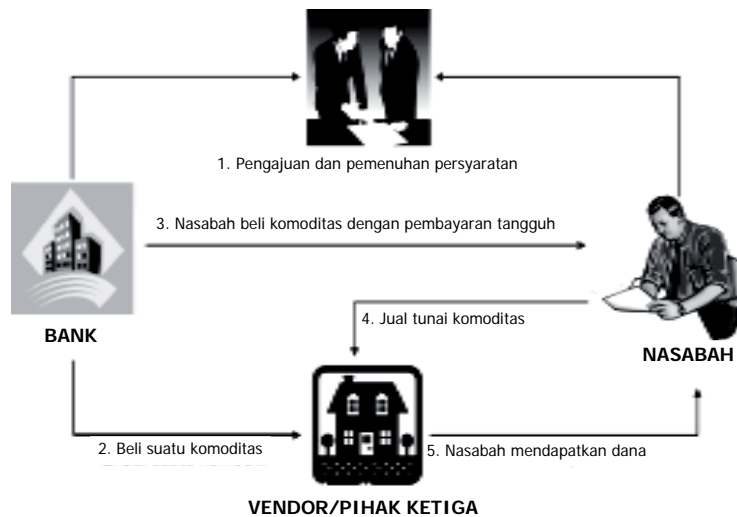 1. Pengajuan dan pemenuhan persyaratan
3. Nasabah beli komoditas dengan pembayaran tangguh
4. Jual tunai komoditas
BANK
NASABAH
2. Beli suatu komoditas
5. Nasabah mendapatkan dana
VENDOR/PIHAK KETIGA